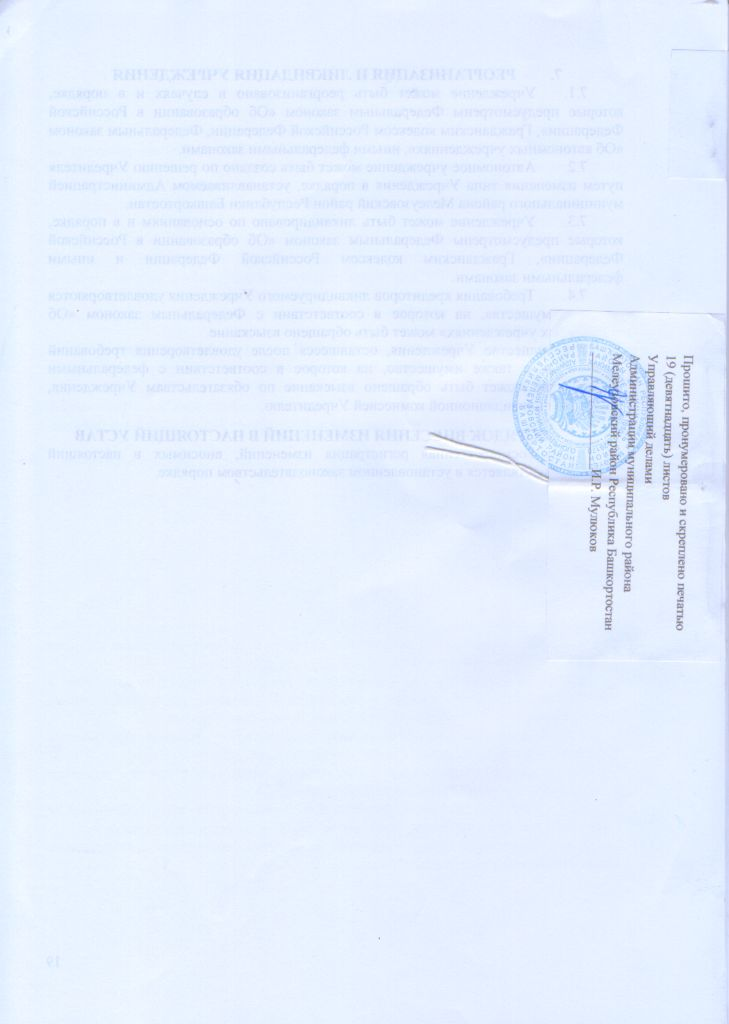 Прошито, пронумеровано и скреплено печатью
19 (девятнадцать) листов
Управляющий делами
Администрации муниципального района
Мелеузовский район Республика Башкортостан
И.Р. Мулюков
7. РЕОРГАНИЗАЦИЯ И ЛИКВИДАЦИЯ УЧРЕЖДЕНИЯ
7.1. Учреждение может быть реорганизовано в случаях и в порядке,
которые предусмотрены Федеральным законом «Об образовании в Российской
Федерации», Гражданским кодексом Российской Федерации, Федеральным законом
«Об автономных учреждениях», иными федеральными законами.
7.2. Автономное учреждение может быть создано по решению Учредителя
путем изменения типа Учреждения в порядке, устанавливаемом Администрацией
муниципального района Мелеузовский район Республики Башкортостан.
7.3. Учреждение может быть ликвидировано по основаниям и в порядке,
которые предусмотрены Федеральным законом «Об образовании в Российской
Федерации», Гражданским кодексом Российской Федерации и иными
федеральными законами.
7.4. Требования кредиторов ликвидируемого Учреждения удовлетворяются
на которое в соответствии с Федеральным законом «Об
учреждениях» может быть обращено взыскание.
Учреждения, оставшееся после удовлетворения требований
также имущество, на которое в соответствии с федеральными
может быть обращено взыскание по обязательствам Учреждения,
комиссией Учредителю.
ВНЕСЕНИЯ ИЗМЕНЕНИЙ В НАСТОЯЩИЙ УСТАВ
регистрация изменений, вносимых в настоящий
в установленном законодательством порядке.
19